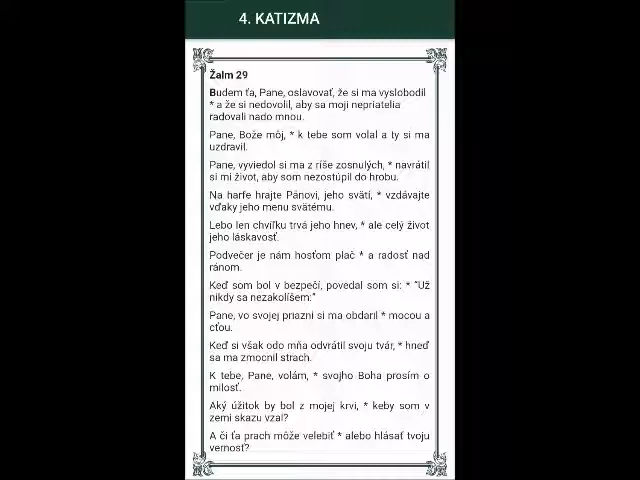 4. KATIZMA
Žalm 29
Budem ťa, Pane, oslavovať, že si ma vyslobodil
* a že si nedovolil, aby sa moji nepriatelia
radovali nado mnou.
Pane, Bože môj, * k tebe som volal a ty si ma
uzdravil.
Pane, vyviedol si ma z ríše zosnulých, * navrátil
si mi život, aby som nezostúpil do hrobu.
Na harfe hrajte Pánovi, jeho svätí, * vzdávajte
vďaky jeho menu svätému.
Lebo len chvíľku trvá jeho hnev, * ale celý život
jeho láskavosť.
Podvečer je nám hosťom plač * a radosť nad
ránom.
Keď som bol v bezpečí, povedal som si: * "Už
nikdy sa nezakolíšem:"
Pane, vo svojej priazni si ma obdaril * mocou a
cťou.
Keď si však odo mňa odvrátil svoju tvár, * hneď
sa ma zmocnil strach.
K tebe, Pane, volám, * svojho Boha prosím o
milosť.
Aký úžitok by bol z mojej krvi, * keby som v
zemi skazu vzal?
A či ťa prach môže velebiť * alebo hlásať tvoju
vernosť?